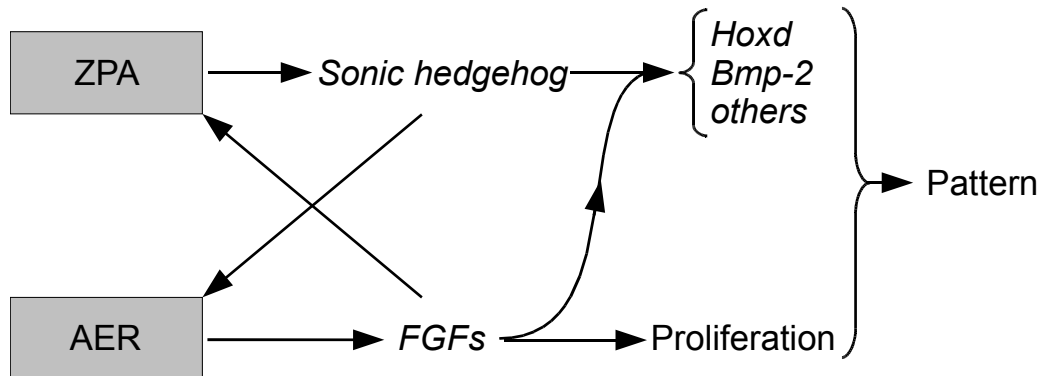 ZPA
Sonic hedgehog
Hoxd
Bmp-2
others
Pattern
AER
FGFs
Proliferation